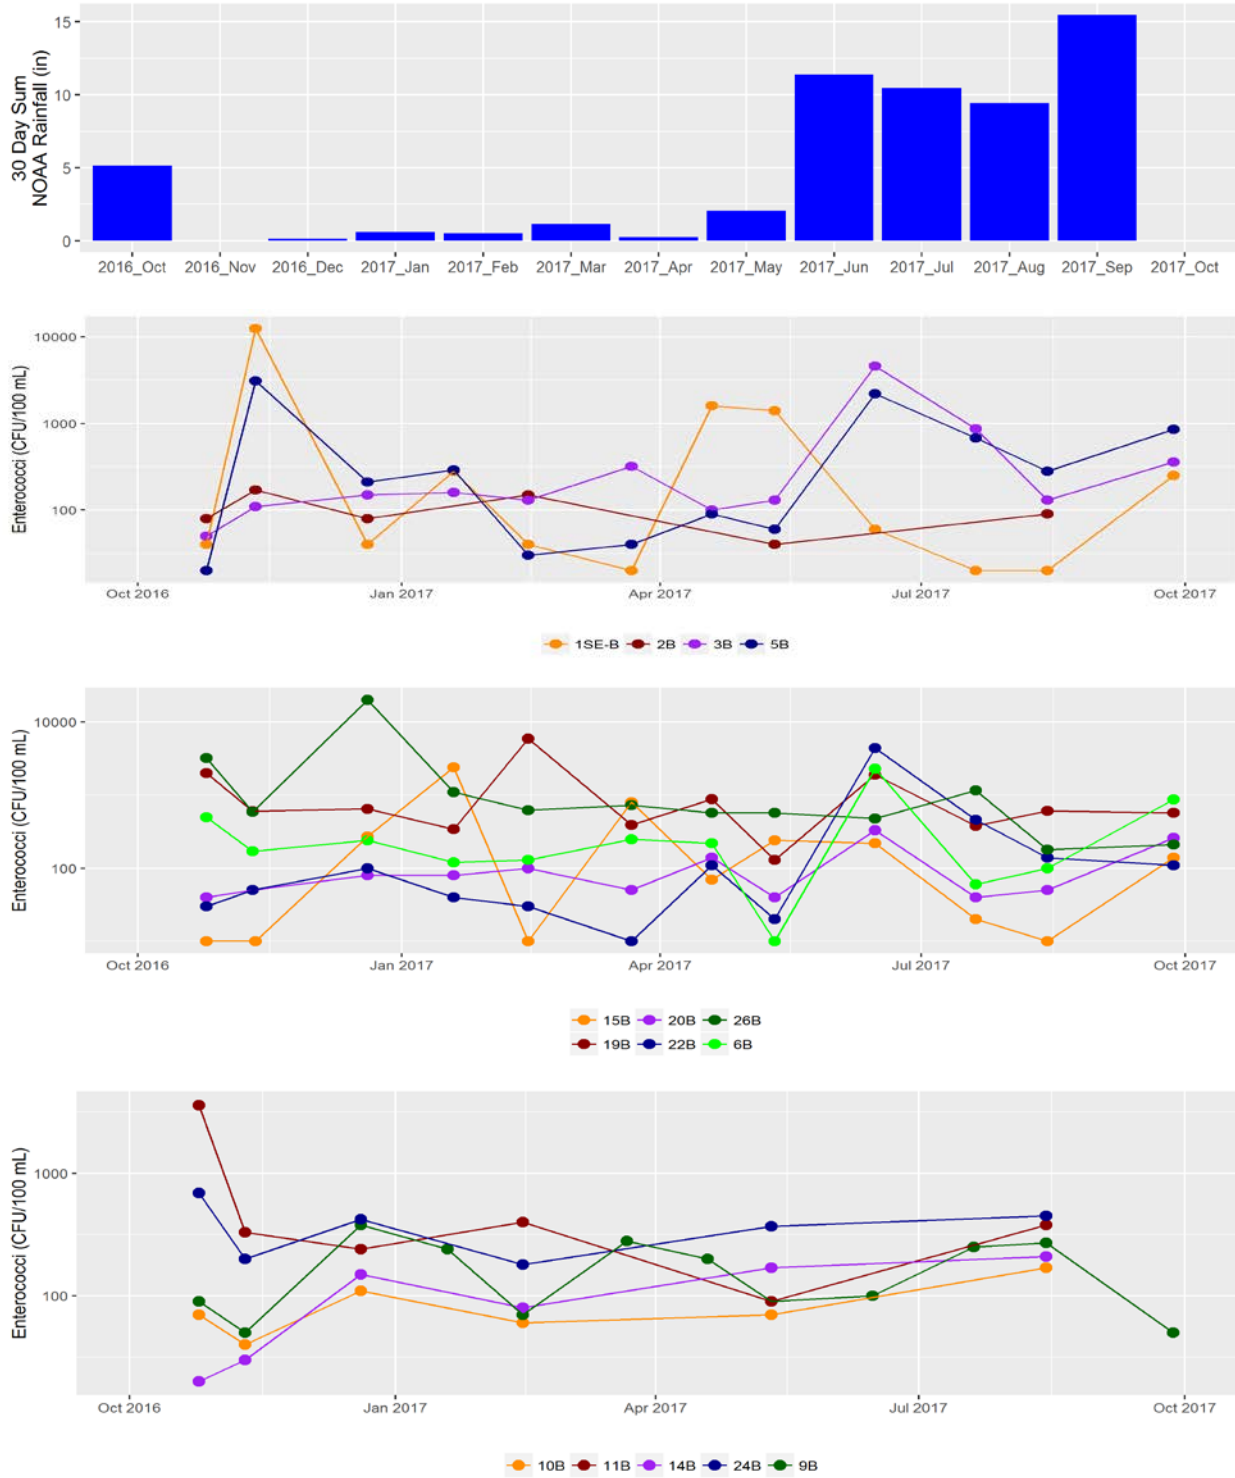 30 Day Sum
NOAA Rainfall (in)
15
10
5
0
2016_Oct 2016_Nov 2016_Dec 2017_Jan 2017_Feb 2017_Mar 2017_Apr 2017_May 2017_Jun 2017_Jul 2017_Aug 2017_Sep 2017_Oct
Enterococci (CFU/100 mL)
10000
1000
100
Oct 2016 Jan 2017 Apr 2017 Jul 2017 Oct 2017
1SE-B 2B 3B 5B
Enterococci (CFU/100 mL)
10000
100
Oct 2016 Jan 2017 Apr 2017 Jul 2017 Oct 2017
15B 20B 26B
19B 22B 6B
Enterococci (CFU/100 mL)
1000
100
Oct 2016 Jan 2017 Apr 2017 Jul 2017 Oct 2017
10B 11B 14B 24B 9B